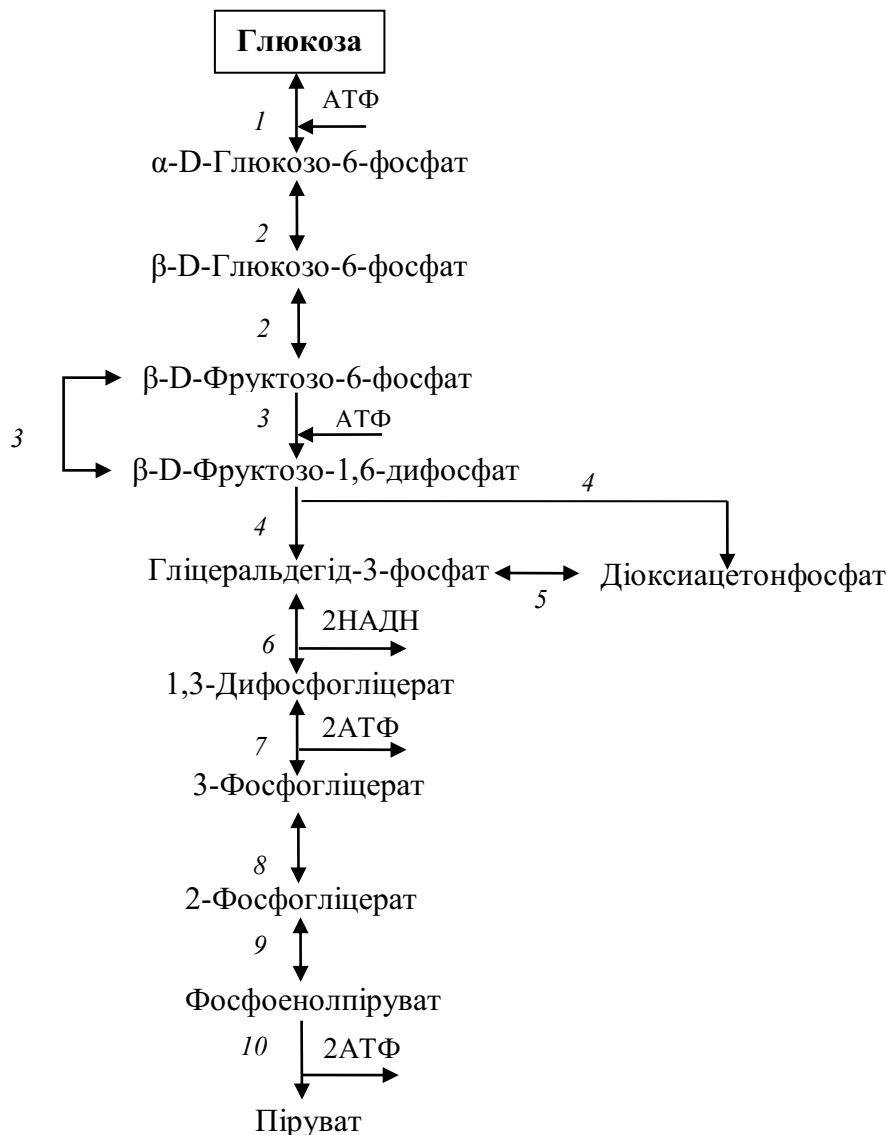 Глюкоза
1
АТФ
α-D-Глюкозо-6-фосфат
2
β-D-Глюкозо-6-фосфат
2
β-D-Фруктозо-6-фосфат
3
3
АТФ
β-D-Фруктозо-1,6-дифосфат
4
4
Гліцеральдегід-3-фосфат
5
Діоксиацетонфосфат
6
2НАДН
1,3-Дифосфогліцерат
7
2АТФ
3-Фосфогліцерат
8
2-Фосфогліцерат
9
Фосфоенолпіруват
10
2АТФ
Піруват